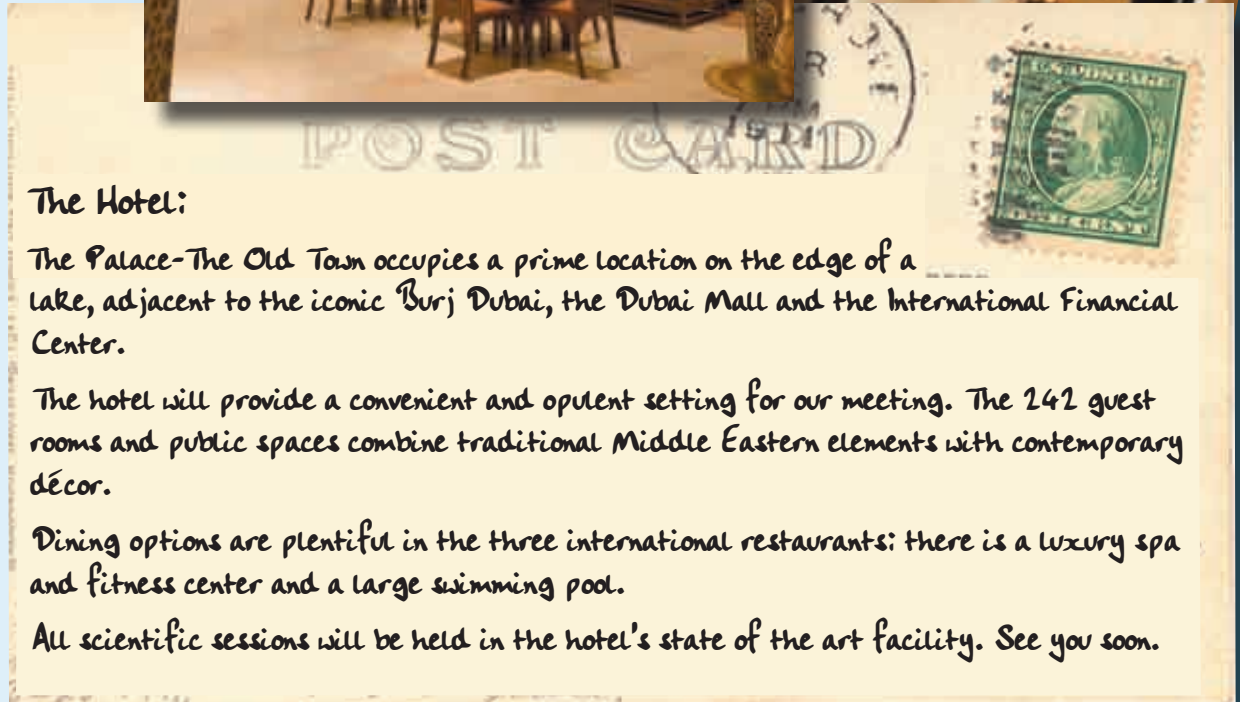 POST CARD
U.S. POSTAGE
The Hotel:
The Palace-The Old Town occupies a prime location on the edge of a
lake, adjacent to the iconic Burj Dubai, the Dubai Mall and the International Financial
Center.
The hotel will provide a convenient and opulent setting for our meeting. The 242 guest
rooms and public spaces combine traditional Middle Eastern elements with contemporary
décor.
Dining options are plentiful in the three international restaurants: there is a luxury spa
and fitness center and a large swimming pool.
All scientific sessions will be held in the hotel's state of the art facility. See you soon.